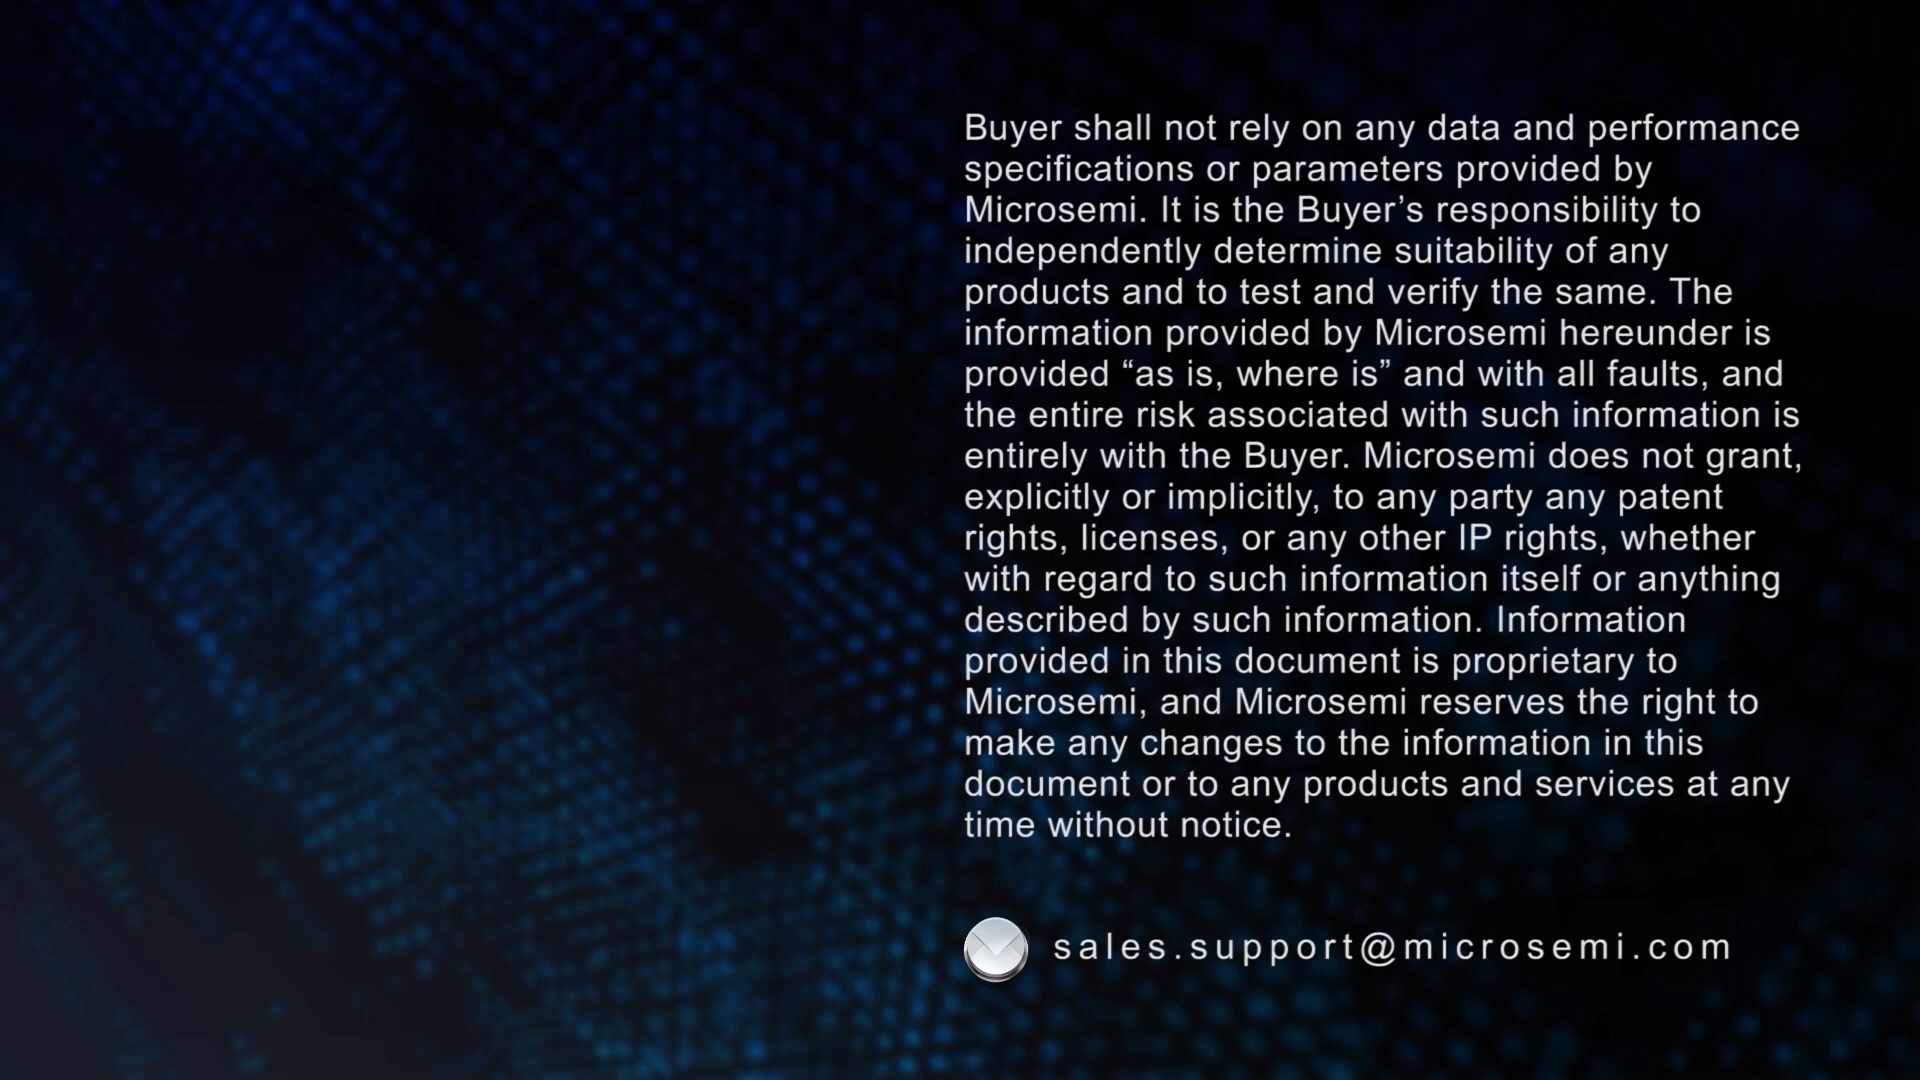 Buyer shall not rely on any data and performance
specifications or parameters provided by
Microsemi. It is the Buyer’s responsibility to
independently determine suitability of any
products and to test and verify the same. The
information provided by Microsemi hereunder is
provided “as is, where is” and with all faults, and
the entire risk associated with such information is
entirely with the Buyer. Microsemi does not grant,
explicitly or implicitly, to any party any patent
rights, licenses, or any other IP rights, whether
with regard to such information itself or anything
described by such information. Information
provided in this document is proprietary to
Microsemi, and Microsemi reserves the right to
make any changes to the information in this
document or to any products and services at any
time without notice.
sales.support@microsemi.com